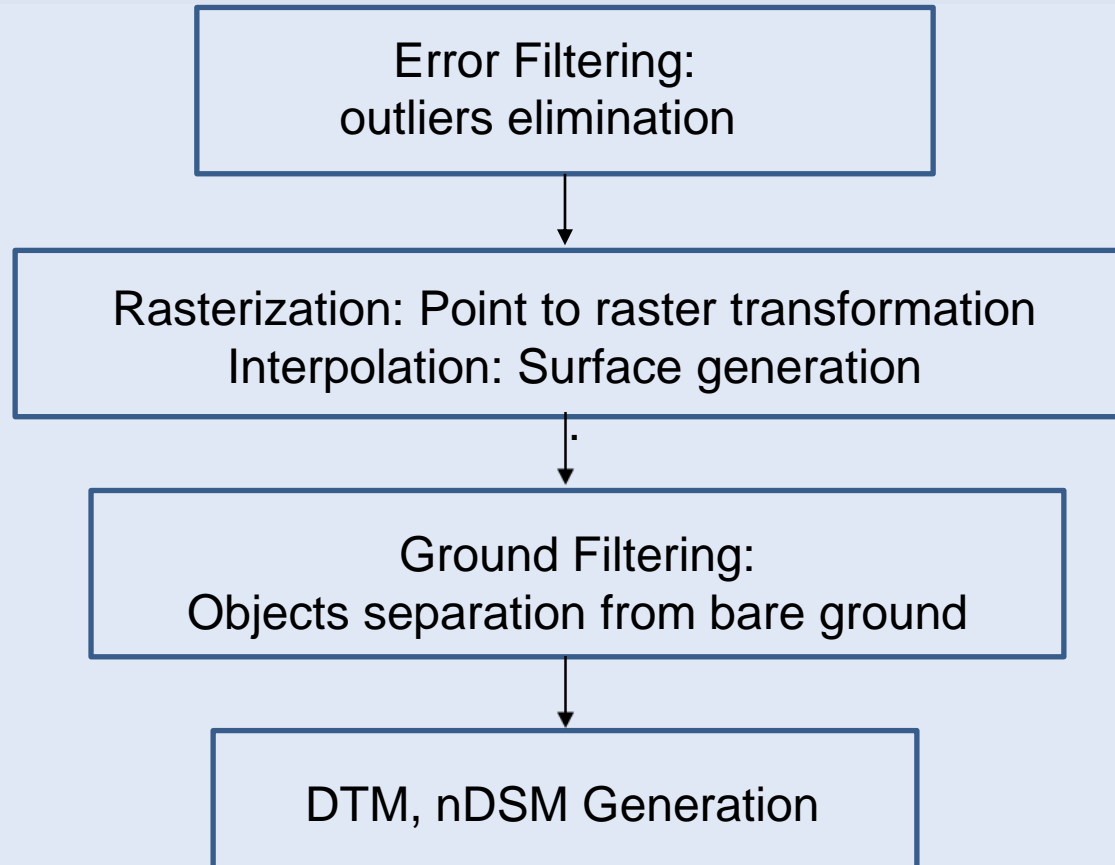 Error Filtering:
outliers elimination
Rasterization: Point to raster transformation
Interpolation: Surface generation
.
Ground Filtering:
Objects separation from bare ground
DTM, nDSM Generation